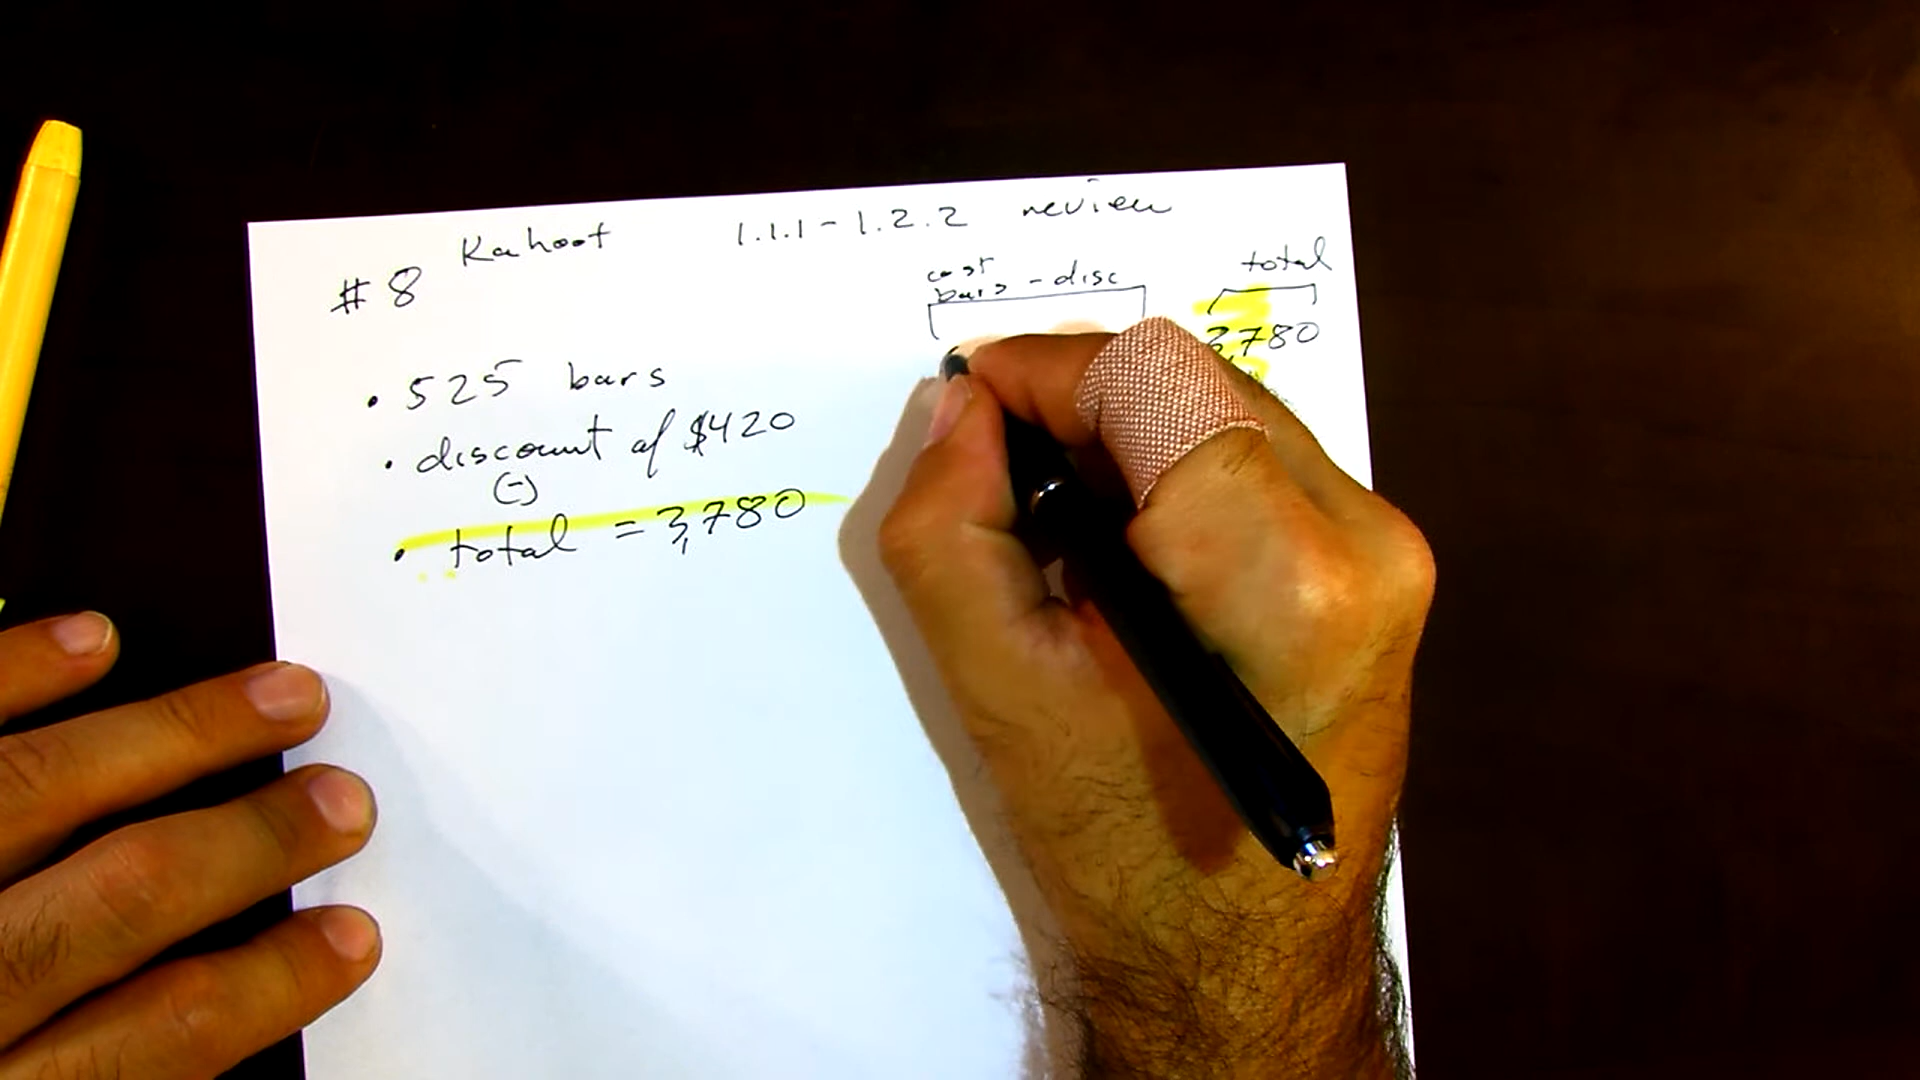 Kahoot 1.1.1 - 1.2.2 review
# 8
cost
bars - disc
total
3,780
• 525 bars
• discount of $420
(-)
• total = 3,780